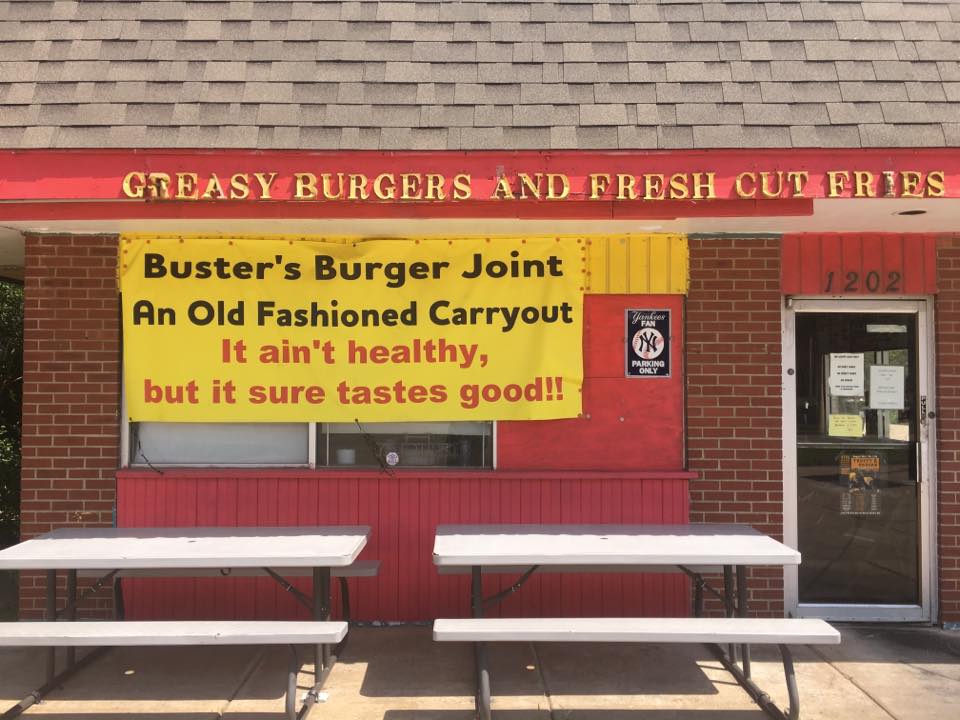 GREASY BURGERS AND FRESH CUT FRIES
Buster's Burger Joint
An Old Fashioned Carryout
It ain't healthy,
but it sure tastes good!!
Yankees
FAN
NY
PARKING
ONLY
1202